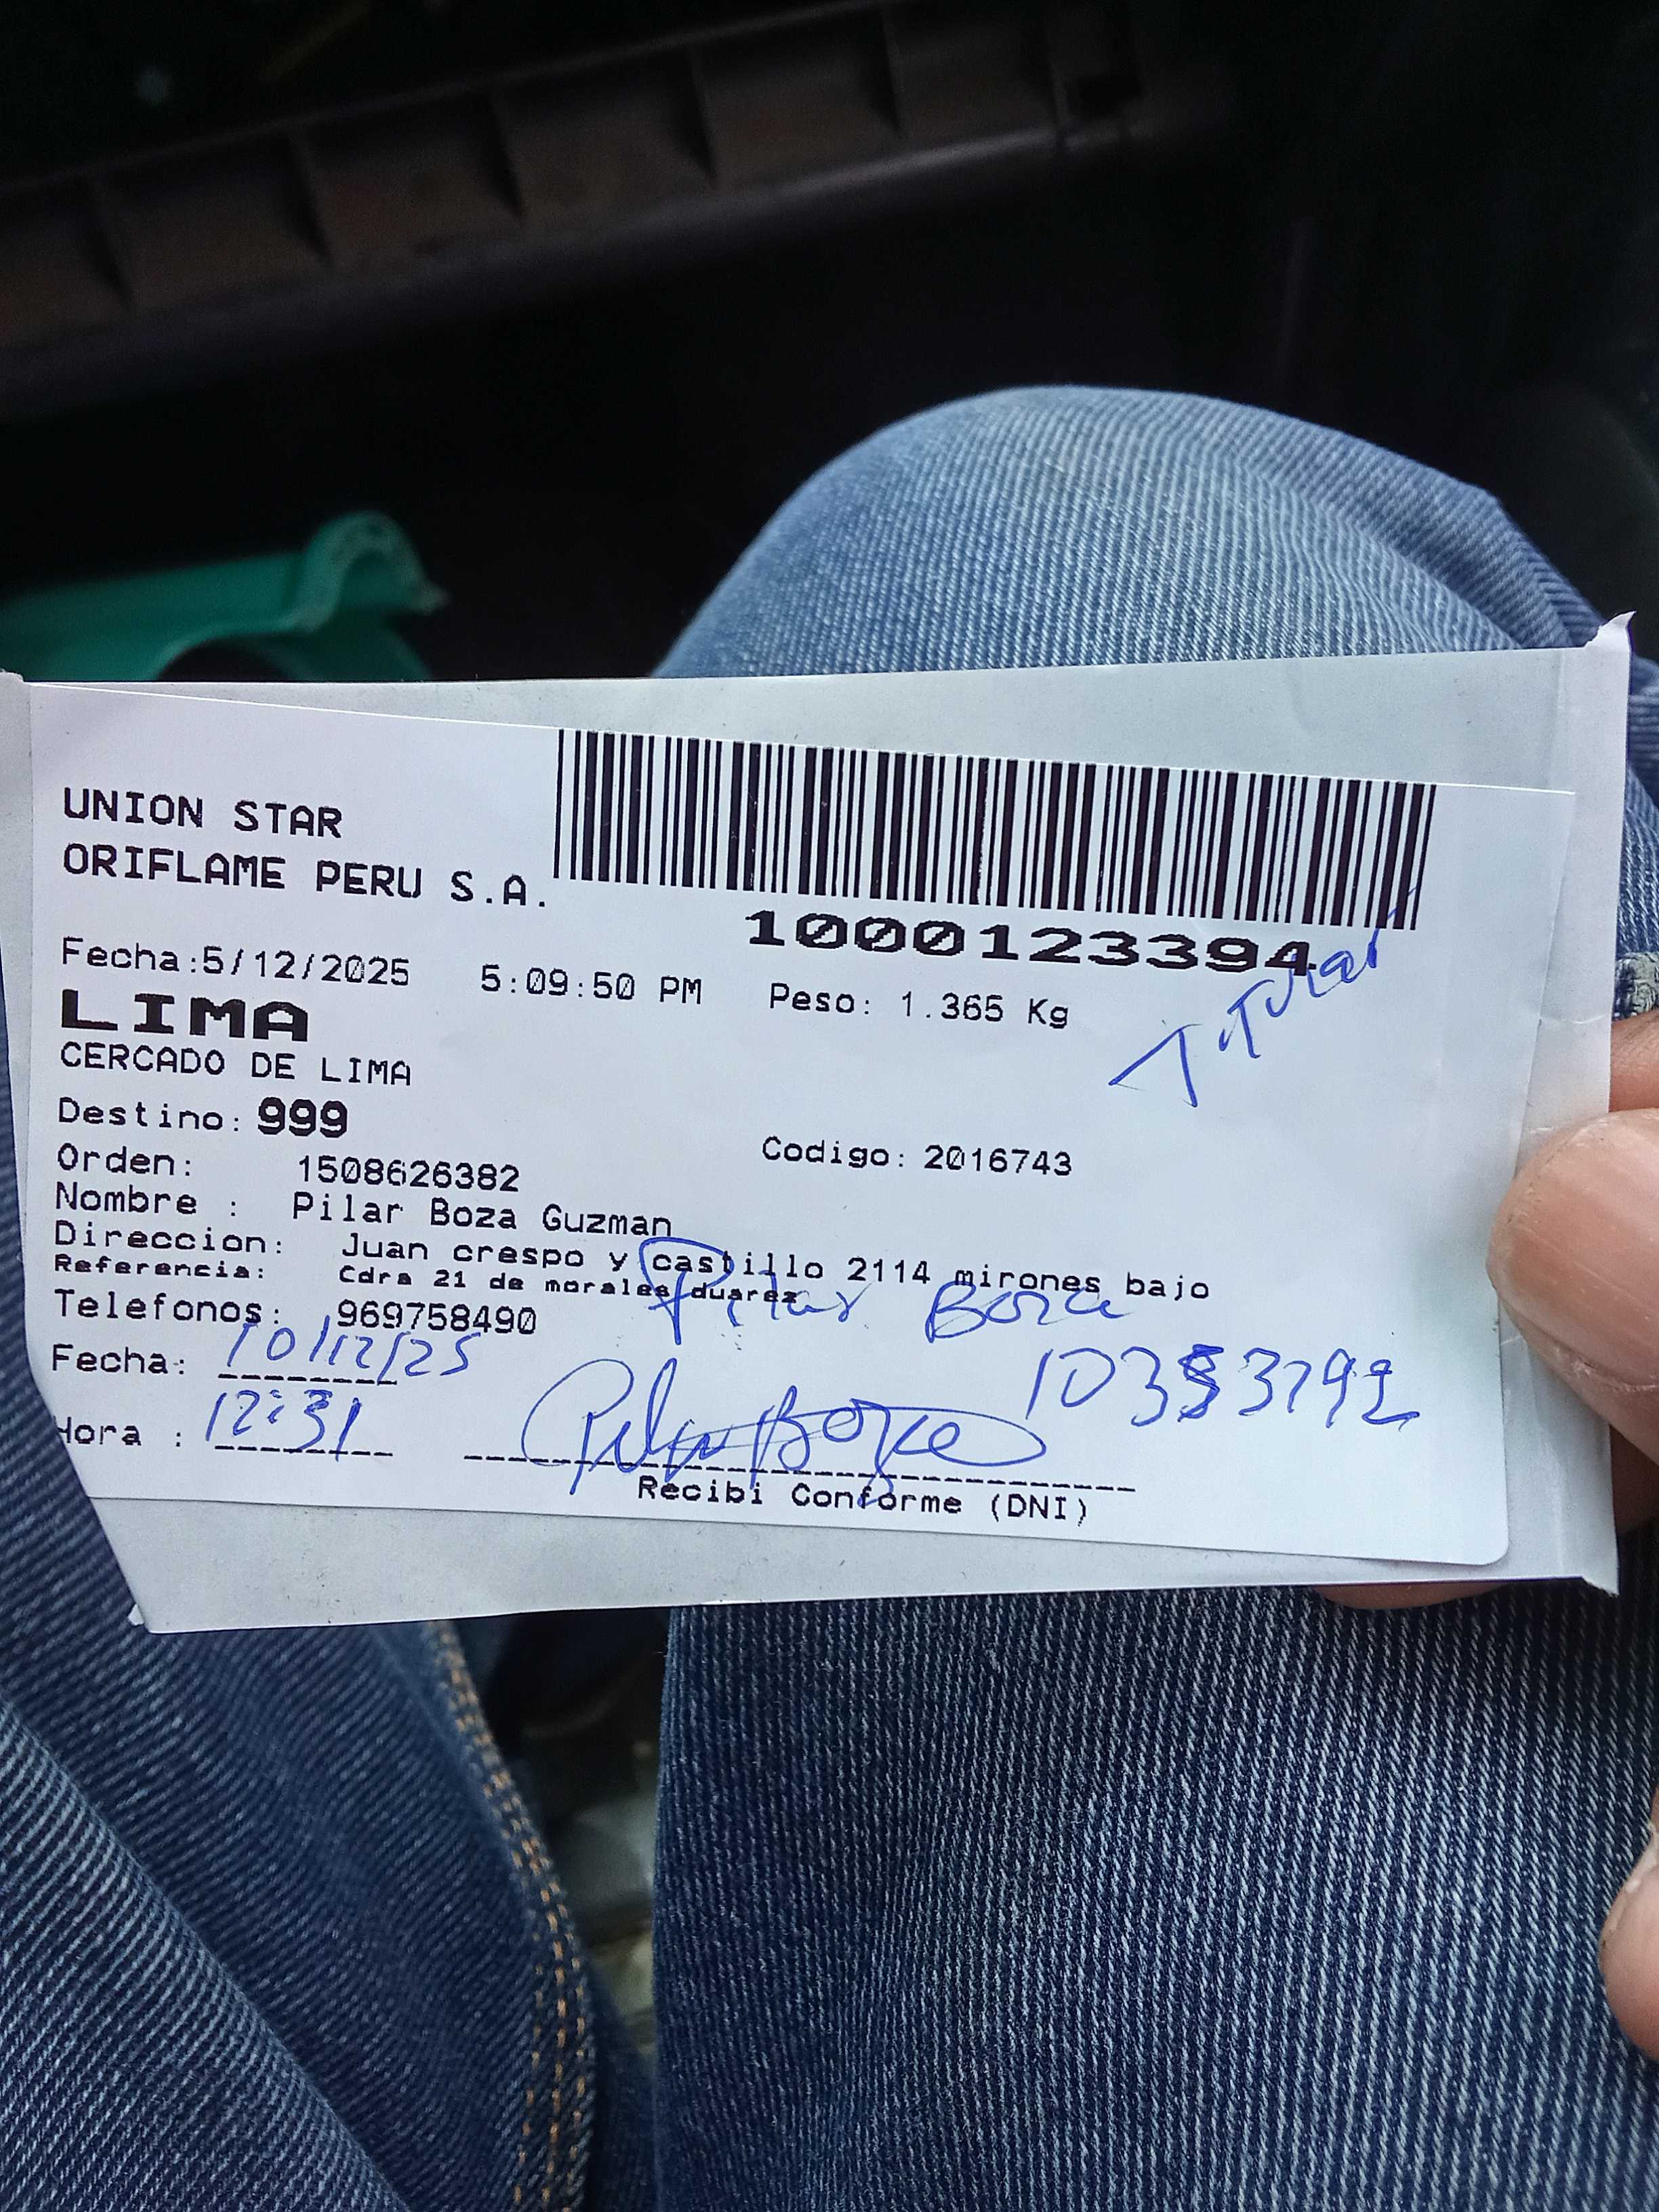 UNION STAR
ORIFLAME PERU S.A.
1000123394
Fecha:5/12/2025 5:09:50 PM Peso: 1.365 Kg
Titular
LIMA
CERCADO DE LIMA
Destino: 999
Codigo: 2016743
Orden: 1508626382
Nombre : Pilar Boza Guzman
Direccion: Juan crespo y castillo 2114 mirones bajo
Referencia: Cdra 21 de morales duarez
Pilar Boza
Telefonos: 969758490
Fecha: 10/12/25
Hora : 12:31
Pilar Boza
Recibi Conforme (DNI)